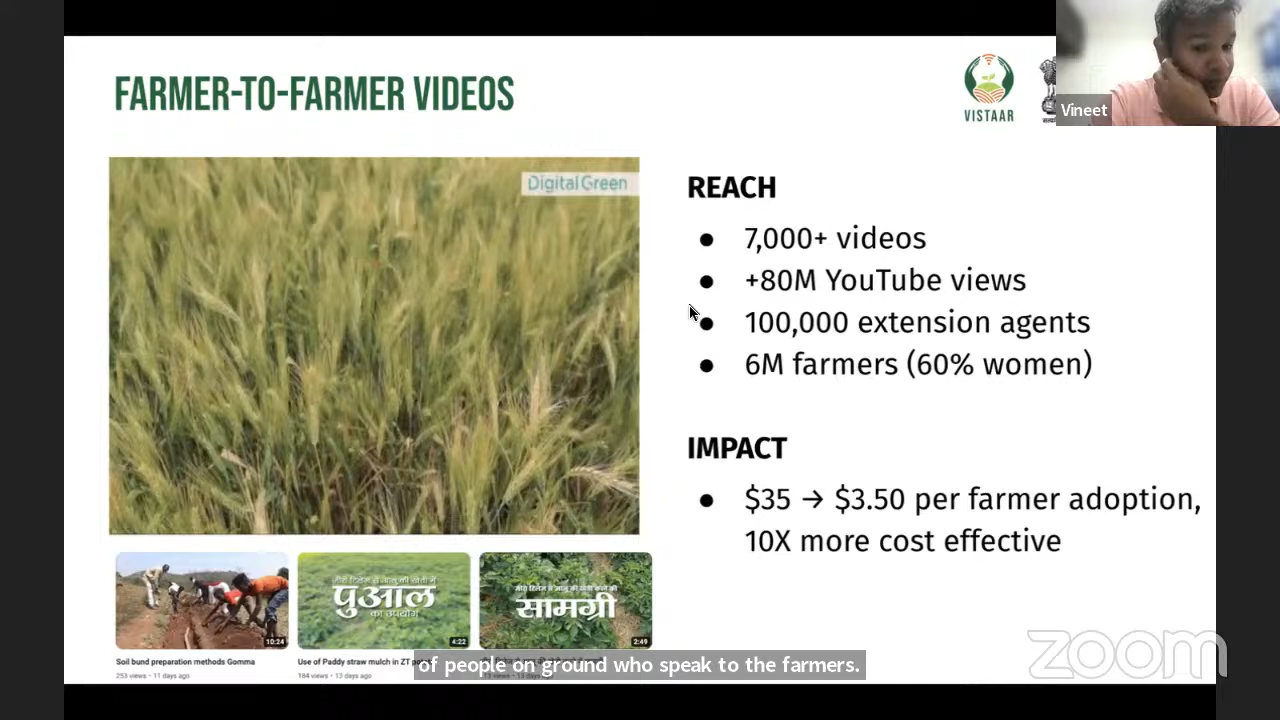 FARMER-TO-FARMER VIDEOS
VISTAAR
Vineet
DigitalGreen
REACH
● 7,000+ videos
● +80M YouTube views
● 100,000 extension agents
● 6M farmers (60% women)
IMPACT
● $35 → $3.50 per farmer adoption,
10X more cost effective
जीरो टिलेज से आलू की खेती में
पुआल
का उपयोग
सामग्री
10:24
4:22
2:49
Soil bund preparation methods Gomma
Use of Paddy straw mulch in ZT
253 views • 11 days ago
184 views • 13 days ago
of people on ground who speak to the farmers.
zoom